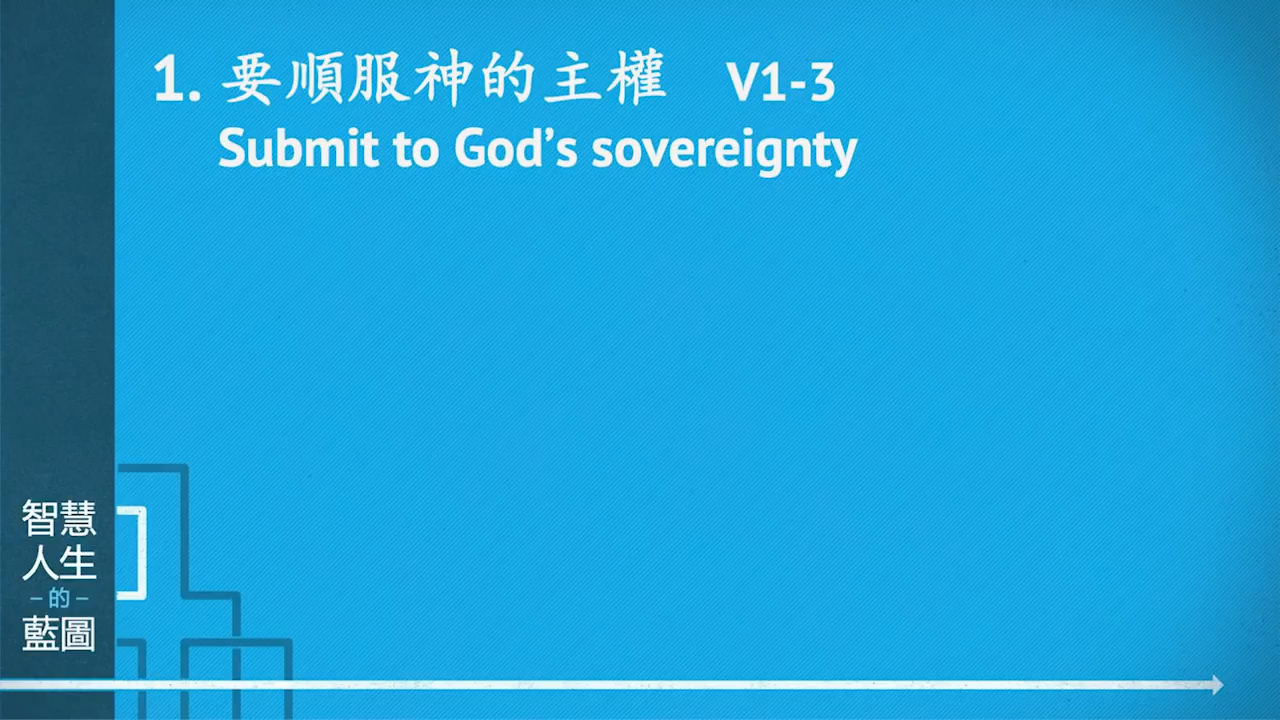 1. 要順服神的主權 V1-3
Submit to God’s sovereignty
智慧
人生
– 的 –
藍圖